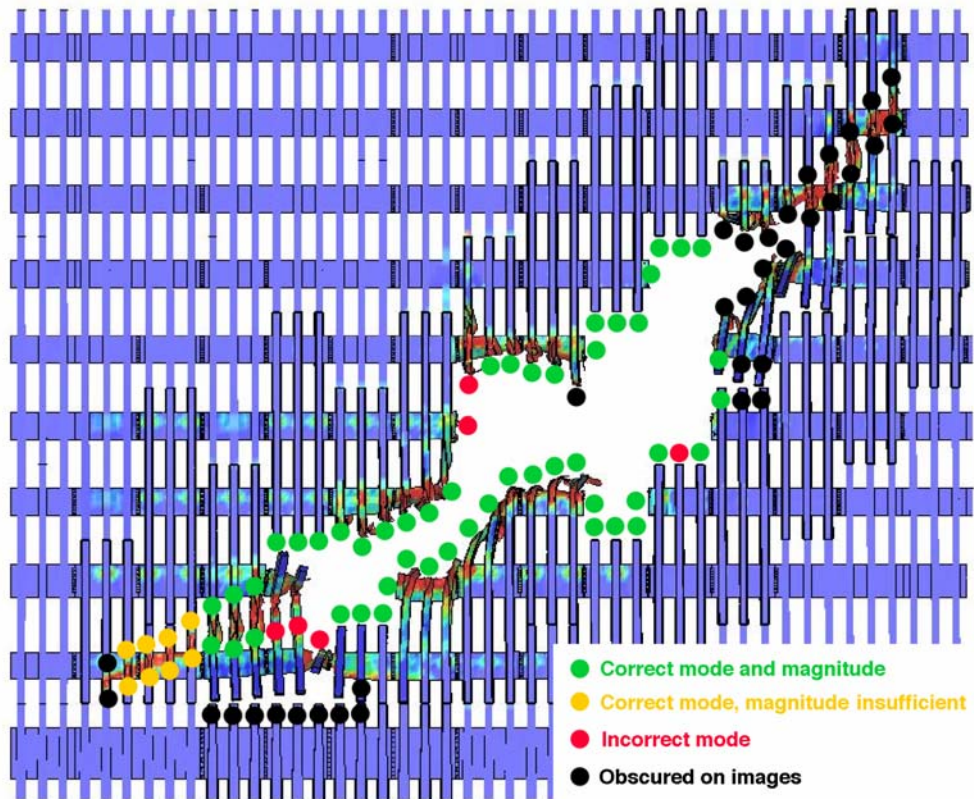 Correct mode and magnitude
Correct mode, magnitude insufficient
Incorrect mode
Obscured on images